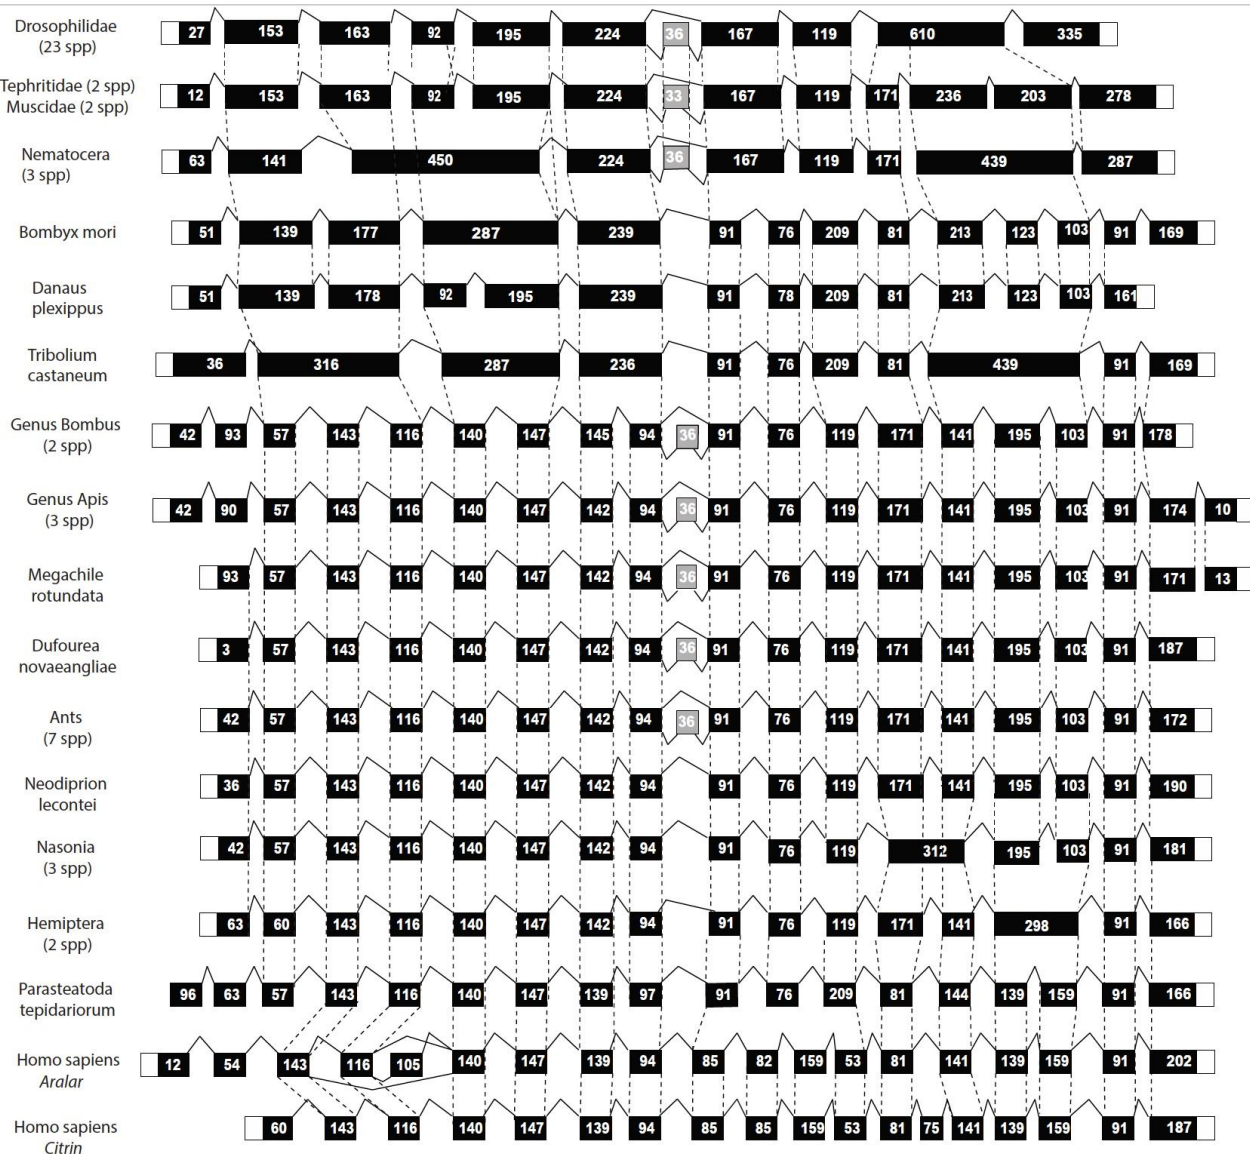 Drosophilidae
(23 spp)
27 153 163 92 195 224 36 167 119 610 335
Tephritidae (2 spp)
Muscidae (2 spp)
12 153 163 92 195 224 33 167 119 171 236 203 278
Nematocera
(3 spp)
63 141 450 224 36 167 119 171 439 287
Bombyx mori
51 139 177 287 239 91 76 209 81 213 123 103 91 169
Danaus
plexippus
51 139 178 92 195 239 91 78 209 81 213 123 103 161
Tribolium
castaneum
36 316 287 236 91 76 209 81 439 91 169
Genus Bombus
(2 spp)
42 93 57 143 116 140 147 145 94 36 91 76 119 171 141 195 103 91 178
Genus Apis
(3 spp)
42 90 57 143 116 140 147 142 94 36 91 76 119 171 141 195 103 91 174 10
Megachile
rotundata
93 57 143 116 140 147 142 94 36 91 76 119 171 141 195 103 91 171 13
Dufourea
novaeangliae
3 57 143 116 140 147 142 94 36 91 76 119 171 141 195 103 91 187
Ants
(7 spp)
42 57 143 116 140 147 142 94 36 91 76 119 171 141 195 103 91 172
Neodiprion
lecontei
36 57 143 116 140 147 142 94 91 76 119 171 141 195 103 91 190
Nasonia
(3 spp)
42 57 143 116 140 147 142 94 91 76 119 312 195 103 91 181
Hemiptera
(2 spp)
63 60 143 116 140 147 142 94 91 76 119 171 141 298 91 166
Parasteatoda
tepidariorum
96 63 57 143 116 140 147 139 97 91 76 209 81 144 139 159 91 166
Homo sapiens
Aralar
12 54 143 116 105 140 147 139 94 85 82 159 53 81 141 139 159 91 202
Homo sapiens
Citrin
60 143 116 140 147 139 94 85 85 159 53 81 75 141 139 159 91 187